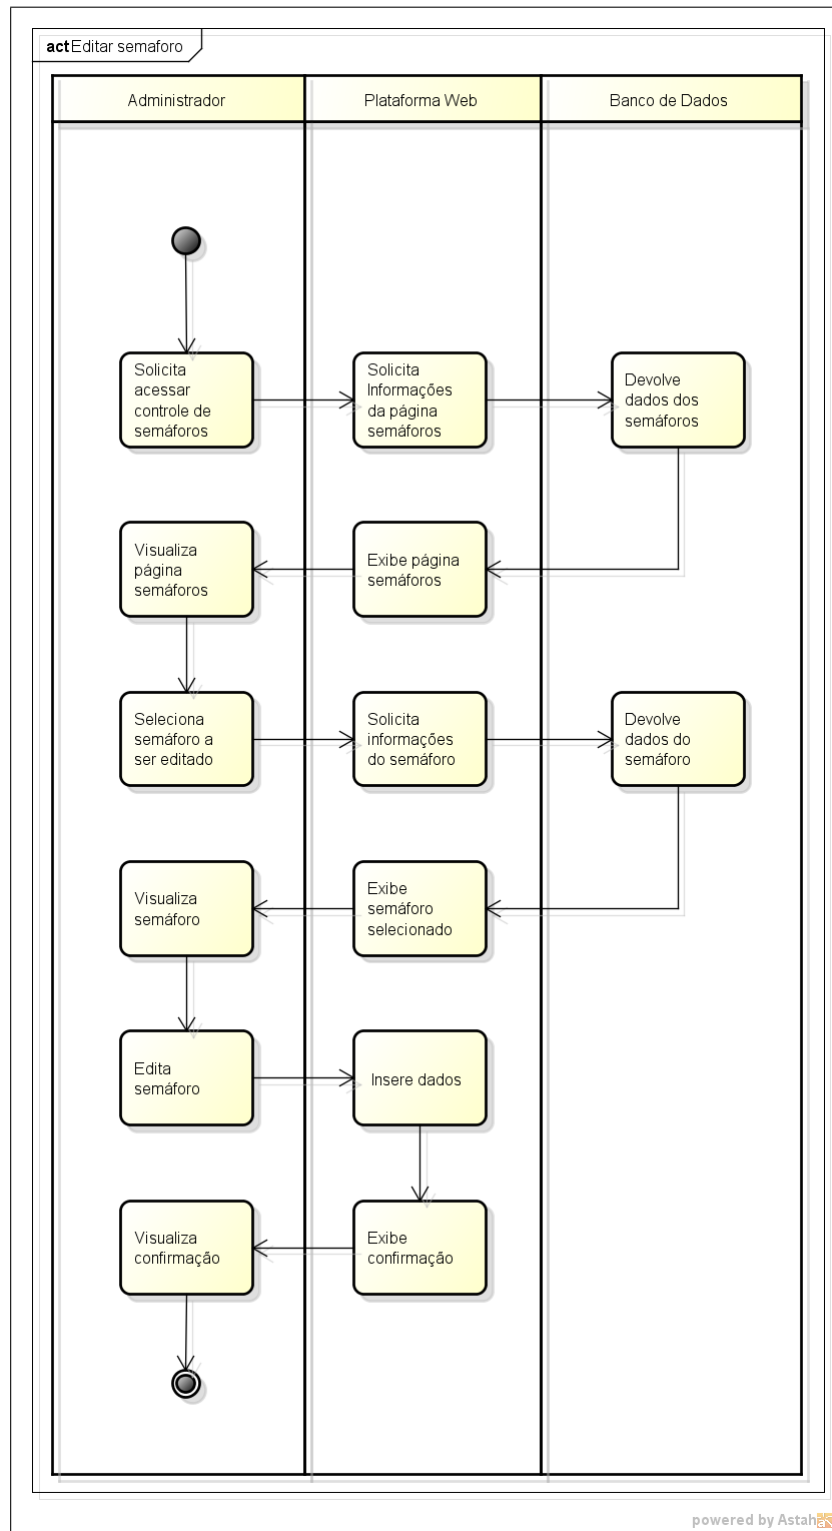 act Editar semaforo
Administrador
Plataforma Web
Banco de Dados
Solicita
acessar
controle de
semáforos
Solicita
Informações
da página
semáforos
Devolve
dados dos
semáforos
Visualiza
página
semáforos
Exibe página
semáforos
Seleciona
semáforo a
ser editado
Solicita
informações
do semáforo
Devolve
dados do
semáforo
Visualiza
semáforo
Exibe
semáforo
selecionado
Edita
semáforo
Insere dados
Visualiza
confirmação
Exibe
confirmação
powered by Astah